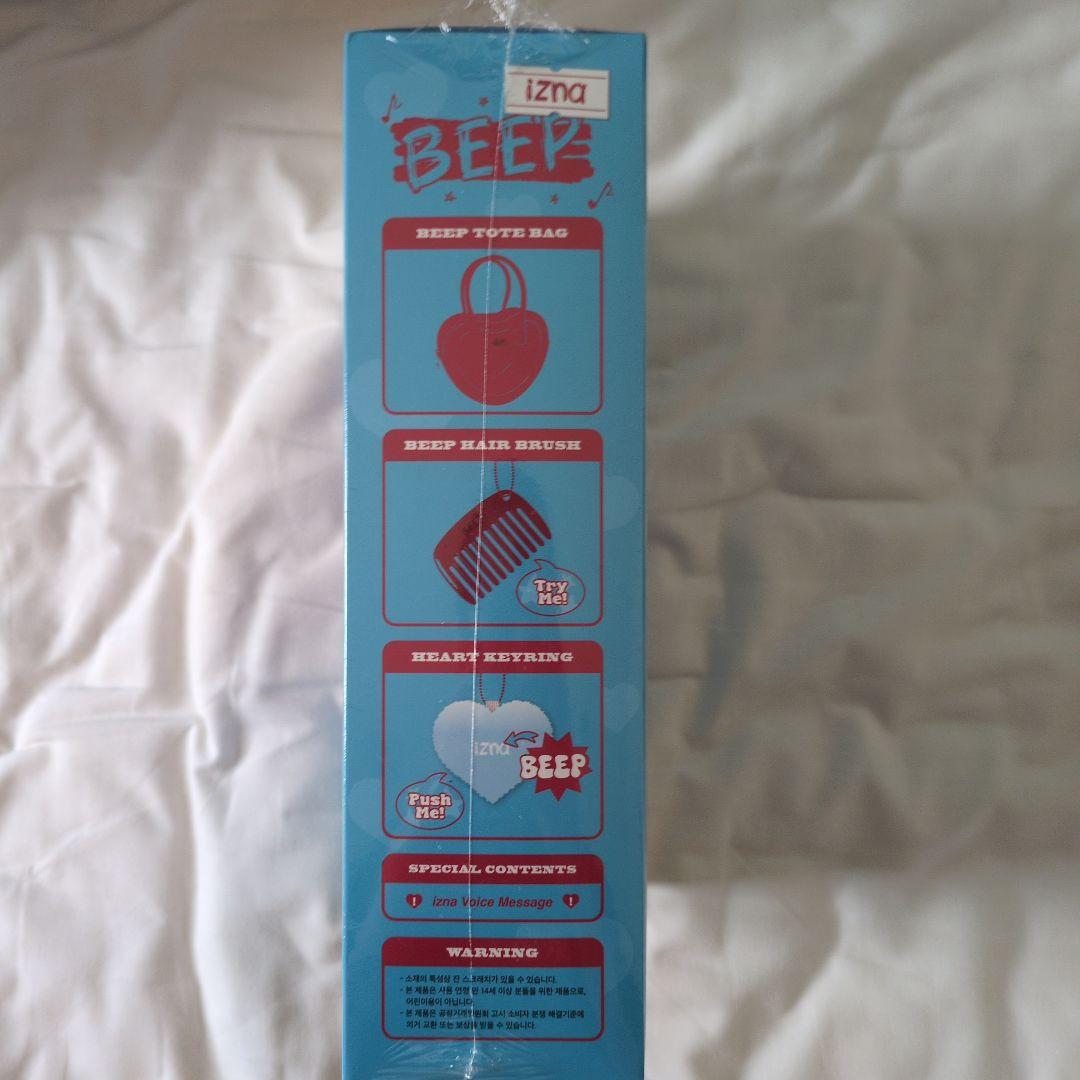 izna
BEEP
BEEP TOTE BAG
BEEP HAIR BRUSH
Try
Me!
HEART KEYRING
izna
BEEP
Push
Me!
SPECIAL CONTENTS
! izna Voice Message !
WARNING
- 소재의 특성상 잔 스크래치가 있을 수 있습니다.
- 본 제품은 사용 연령 만 14세 이상 분들을 위한 제품으로,
어린이용이 아닙니다.
- 본 제품은 공정거래위원회 고시 소비자 분쟁 해결기준에
의거 교환 또는 보상을 받을 수 있습니다.